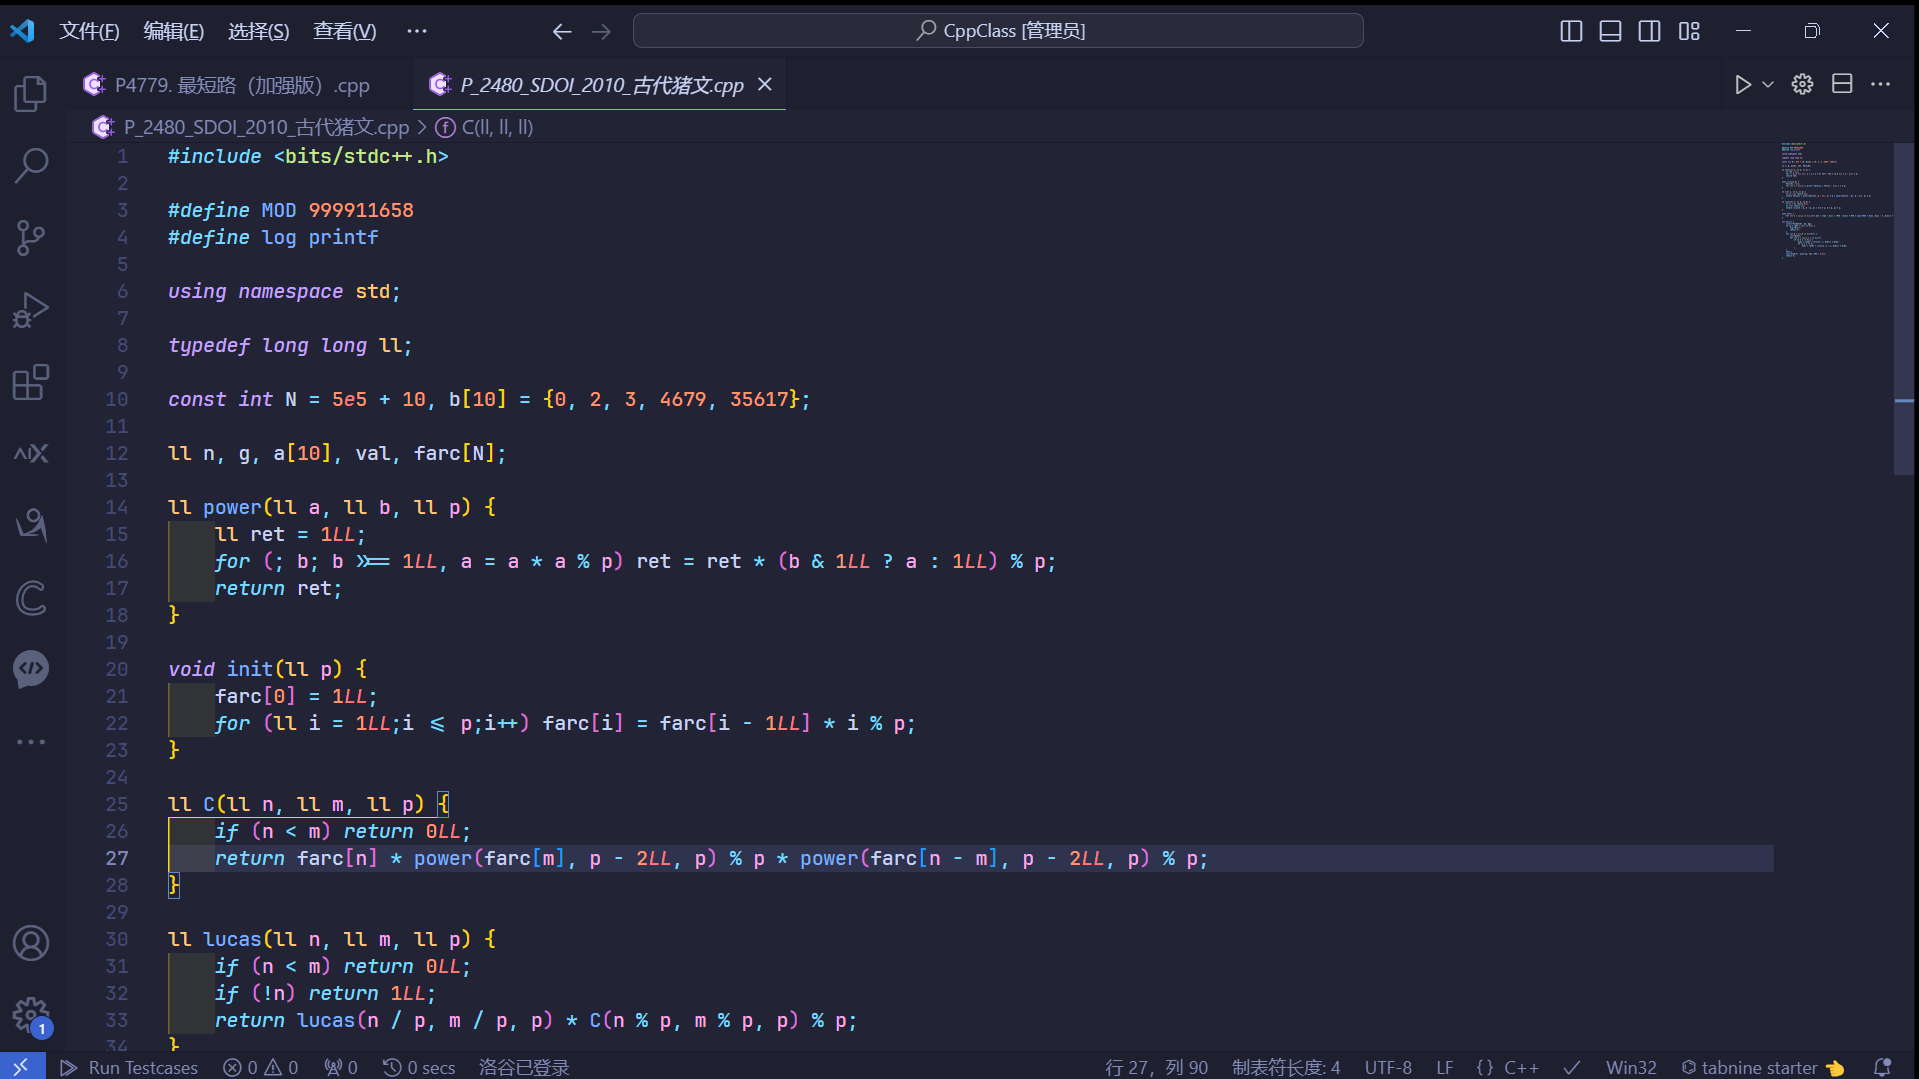 文件(F) 编辑(E) 选择(S) 查看(V) ··· CppClass [管理员]
P4779. 最短路（加强版）.cpp P_2480_SDOI_2010_古代猪文.cpp
P_2480_SDOI_2010_古代猪文.cpp > C(ll, ll, ll)
1 #include <bits/stdc++.h>
2
3 #define MOD 999911658
4 #define log printf
5
6 using namespace std;
7
8 typedef long long ll;
9
10 const int N = 5e5 + 10, b[10] = {0, 2, 3, 4679, 35617};
11
12 ll n, g, a[10], val, farc[N];
13
14 ll power(ll a, ll b, ll p) {
15 ll ret = 1LL;
16 for (; b; b >>= 1LL, a = a * a % p) ret = ret * (b & 1LL ? a : 1LL) % p;
17 return ret;
18 }
19
20 void init(ll p) {
21 farc[0] = 1LL;
22 for (ll i = 1LL;i <= p;i++) farc[i] = farc[i - 1LL] * i % p;
23 }
24
25 ll C(ll n, ll m, ll p) {
26 if (n < m) return 0LL;
27 return farc[n] * power(farc[m], p - 2LL, p) % p * power(farc[n - m], p - 2LL, p) % p;
28 }
29
30 ll lucas(ll n, ll m, ll p) {
31 if (n < m) return 0LL;
32 if (!n) return 1LL;
33 return lucas(n / p, m / p, p) * C(n % p, m % p, p) % p;
34 }
1
Run Testcases 0 0 0 0 secs 洛谷已登录 行 27，列 90 制表符长度: 4 UTF-8 LF {} C++ Win32 tabnine starter